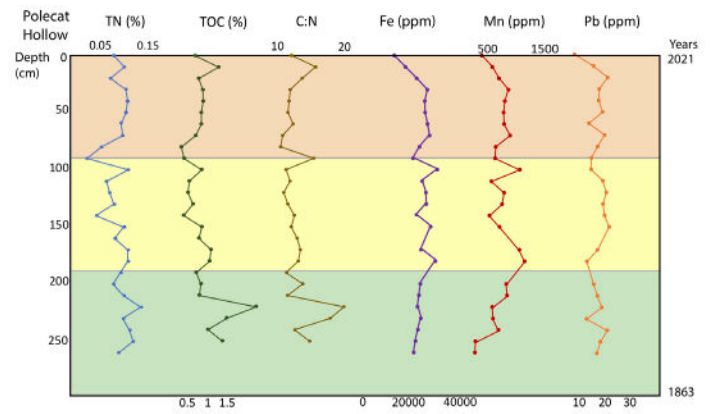 Polecat Hollow
TN (%) TOC (%) C:N Fe (ppm) Mn (ppm) Pb (ppm)
0.05 0.15 10 20 500 1500
Depth (cm)
Years
2021
0
50
100
150
200
250
300
1863
0.5 1 1.5 0 20000 40000 10 20 30